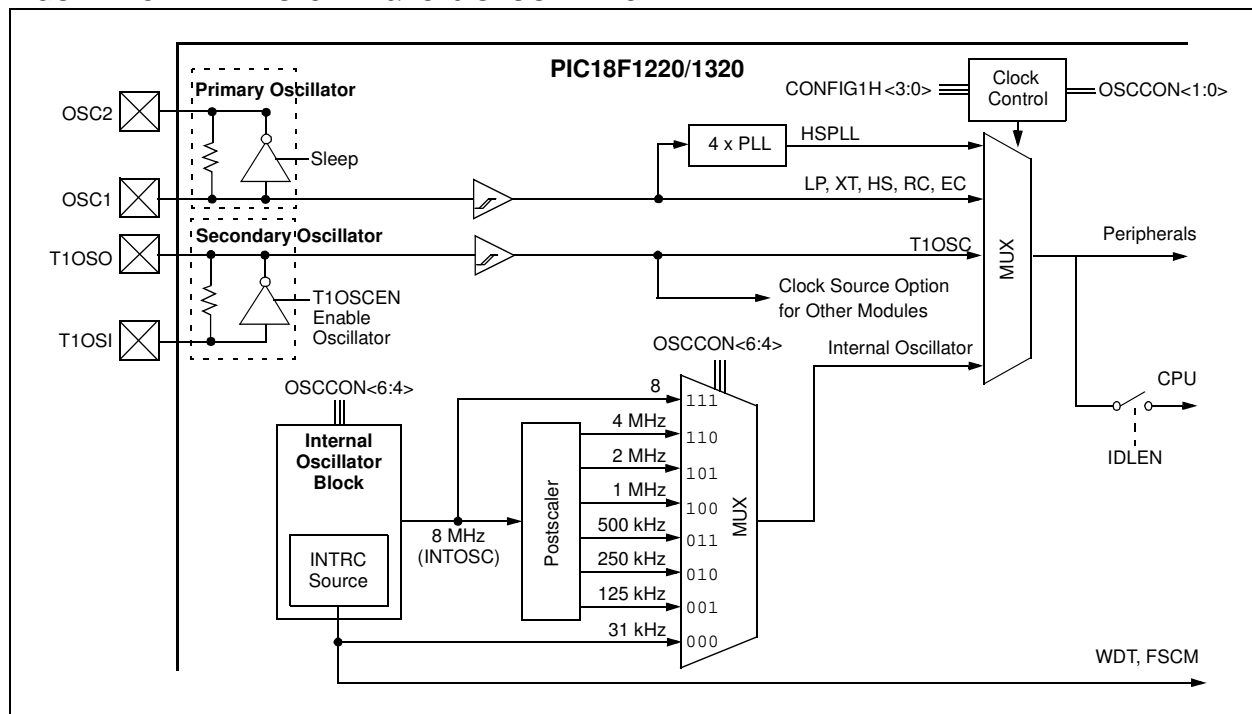 PIC18F1220/1320
Primary Oscillator
OSC2
Sleep
OSC1
CONFIG1H <3:0>
Clock
Control
OSCCON<1:0>
4 x PLL
HSPLL
LP, XT, HS, RC, EC
Secondary Oscillator
T1OSO
T1OSCEN
Enable
Oscillator
T1OSI
T1OSC
Clock Source Option
for Other Modules
MUX
Peripherals
Internal Oscillator
CPU
IDLEN
OSCCON<6:4>
OSCCON<6:4>
Internal
Oscillator
Block
INTRC
Source
8 MHz
(INTOSC)
Postscaler
8
111
4 MHz
110
2 MHz
101
1 MHz
100
500 kHz
011
250 kHz
010
125 kHz
001
31 kHz
000
MUX
WDT, FSCM